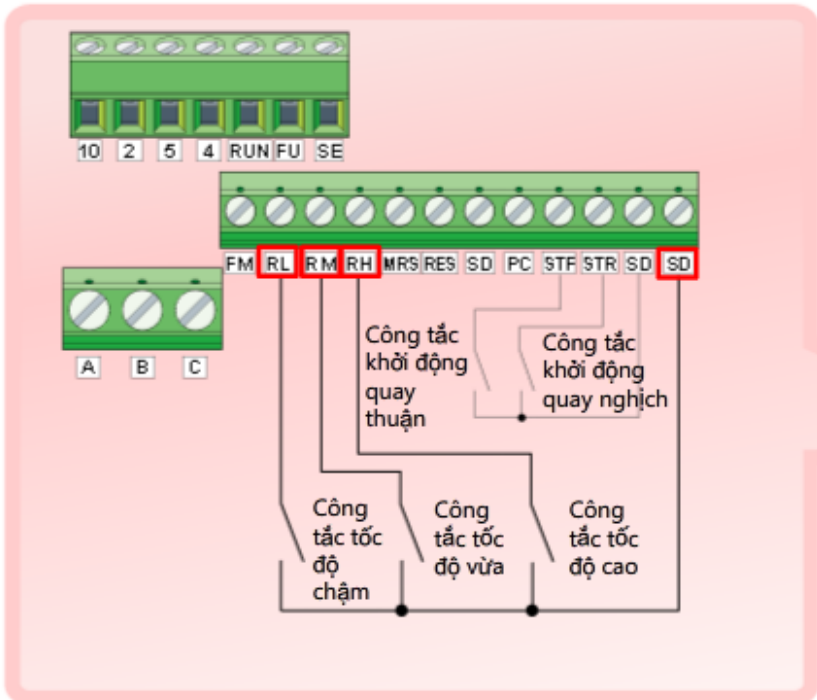 10 2 5 4 RUN FU SE
FM RL RM RH MRS RES SD PC STF STR SD SD
A B C
Công tắc
khởi động
quay
thuận
Công tắc
khởi động
quay nghịch
Công
tắc tốc
độ
chậm
Công
tắc tốc
độ vừa
Công
tắc tốc
độ cao